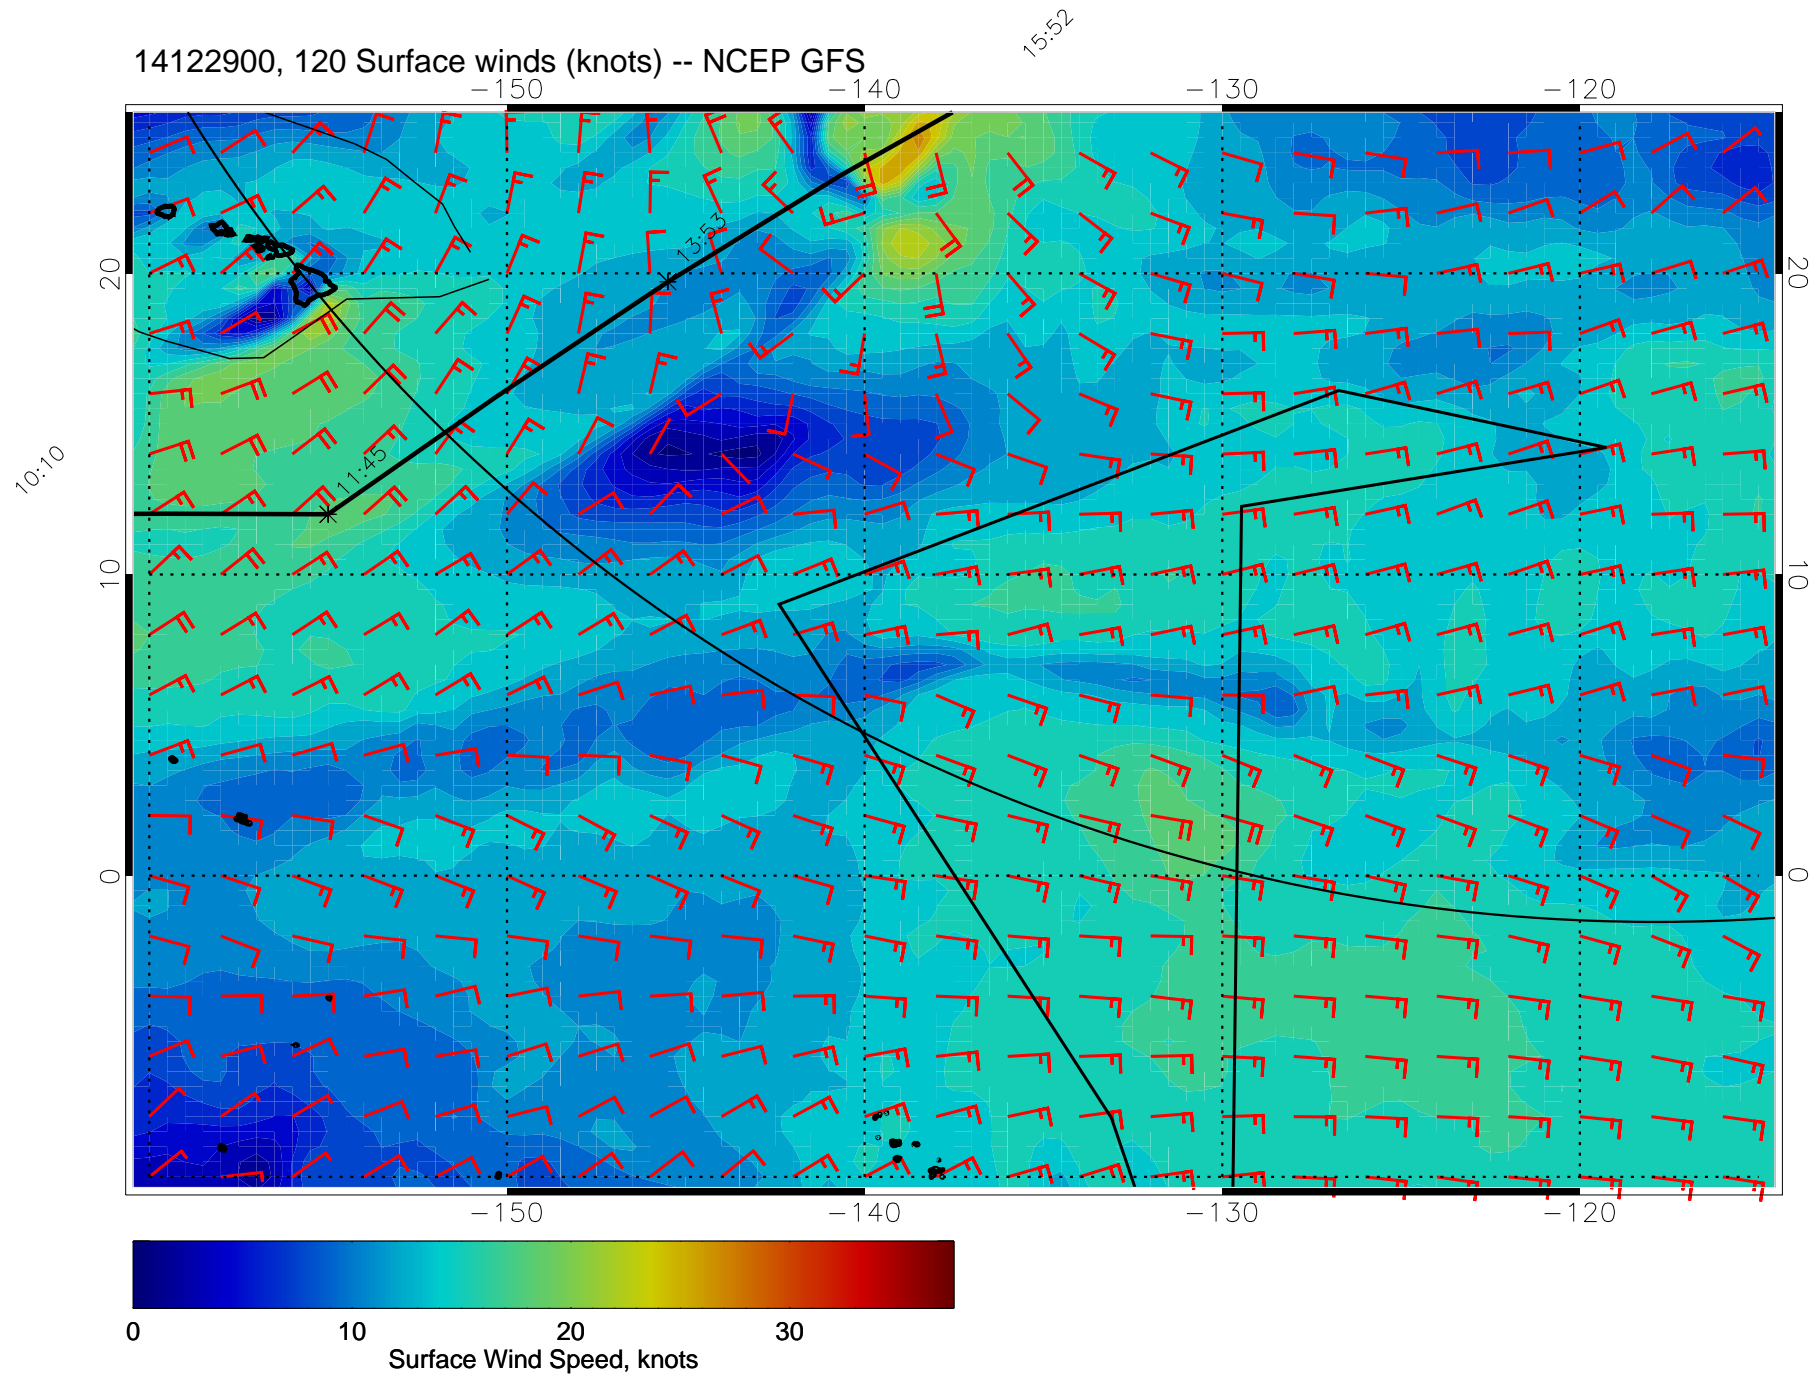 15:52
14122900, 120 Surface winds (knots) -- NCEP GFS
-150 -140 -130 -120
20 20
13:53
10:10
11:45
10 10
0 0
-150 -140 -130 -120
0 10 20 30
Surface Wind Speed, knots